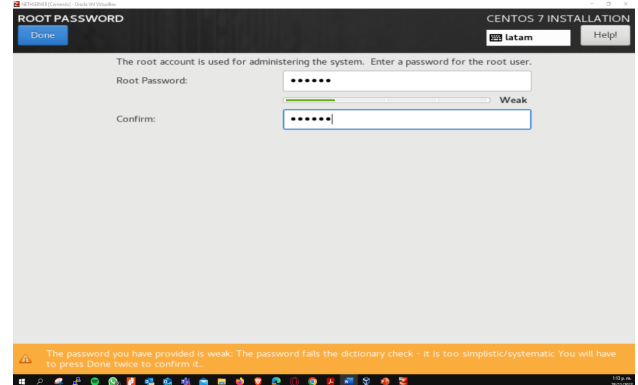 ROOT PASSWORD
CENTOS 7 INSTALLATION
Done
latam
Help!
The root account is used for administering the system. Enter a password for the root user.
Root Password:
••••••
Weak
Confirm:
••••••
The password you have provided is weak: The password fails the dictionary check - it is too simplistic/systematic You will have
to press Done twice to confirm it..